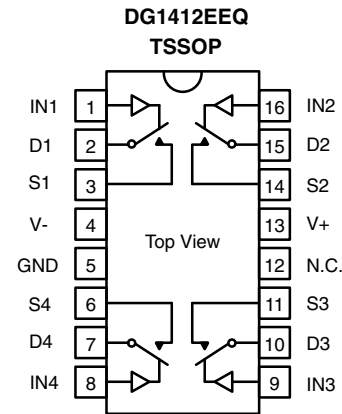 DG1412EEQ
TSSOP
IN1 1 16 IN2
D1 2 15 D2
S1 3 14 S2
V- 4 13 V+
Top View
GND 5 12 N.C.
S4 6 11 S3
D4 7 10 D3
IN4 8 9 IN3